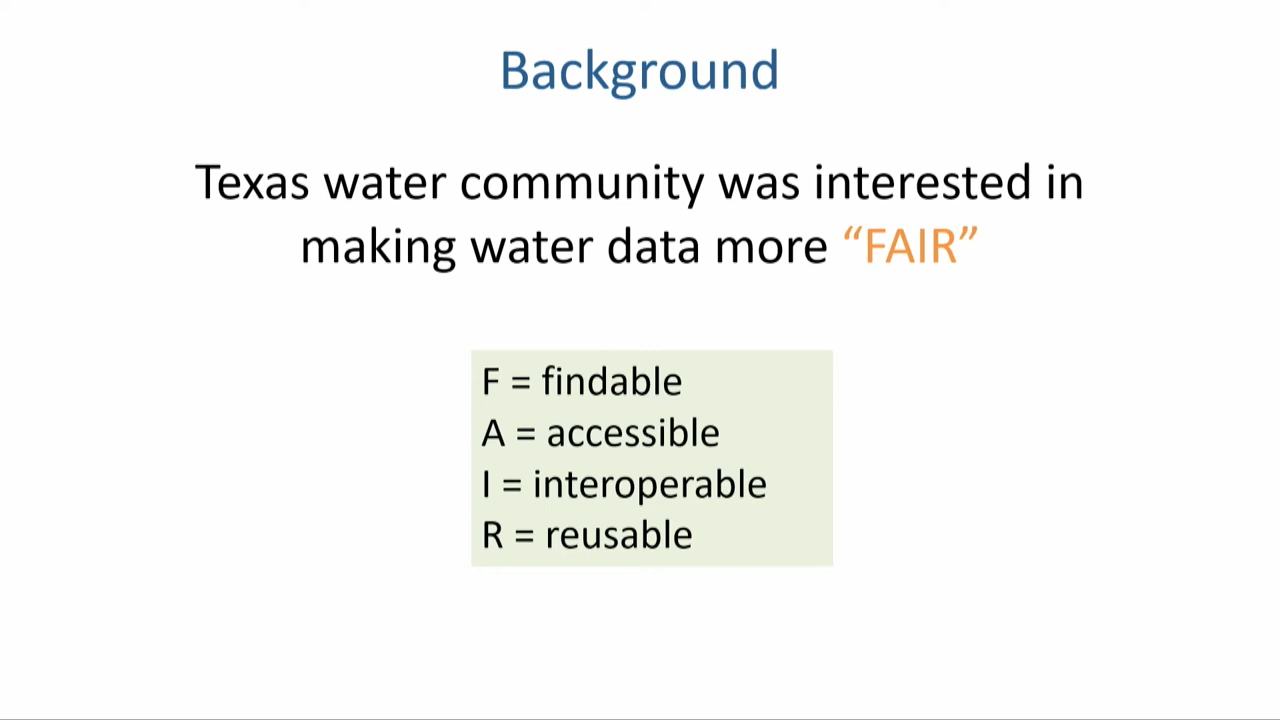 Background
Texas water community was interested in
making water data more “FAIR”
F = findable
A = accessible
I = interoperable
R = reusable